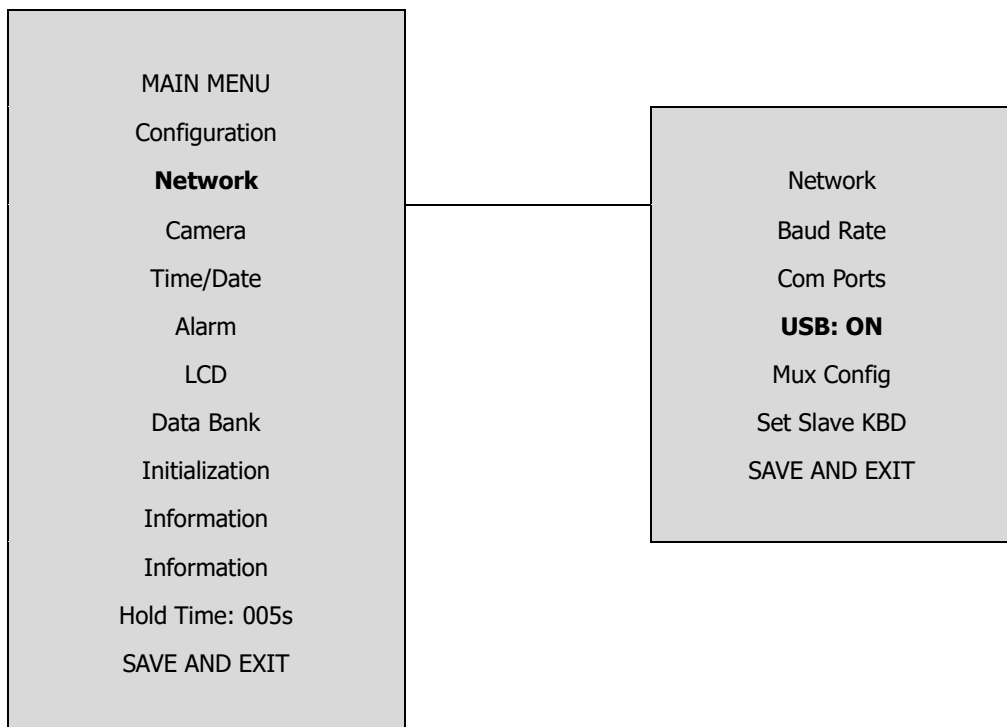 MAIN MENU
Configuration
Network
Camera
Time/Date
Alarm
LCD
Data Bank
Initialization
Information
Information
Hold Time: 005s
SAVE AND EXIT
Network
Baud Rate
Com Ports
USB: ON
Mux Config
Set Slave KBD
SAVE AND EXIT